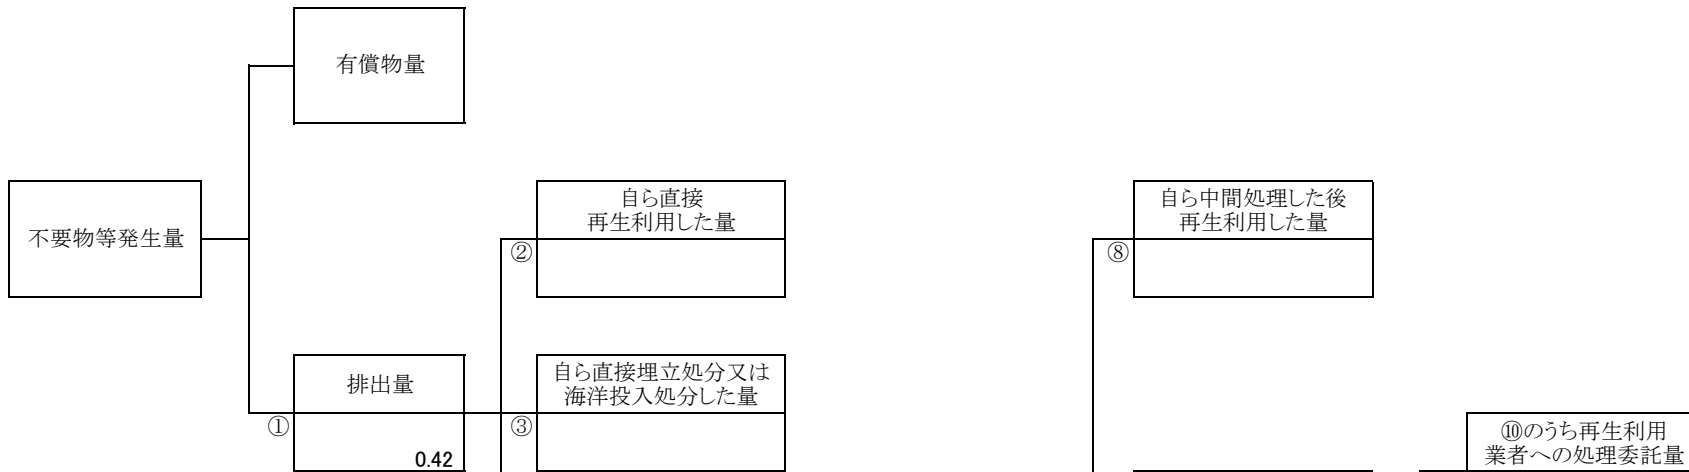 有償物量
不要物等発生量
自ら直接
再生利用した量
②
自ら中間処理した後
再生利用した量
⑧
排出量
①
0.42
自ら直接埋立処分又は
海洋投入処分した量
③
⑩のうち再生利用
業者への処理委託量